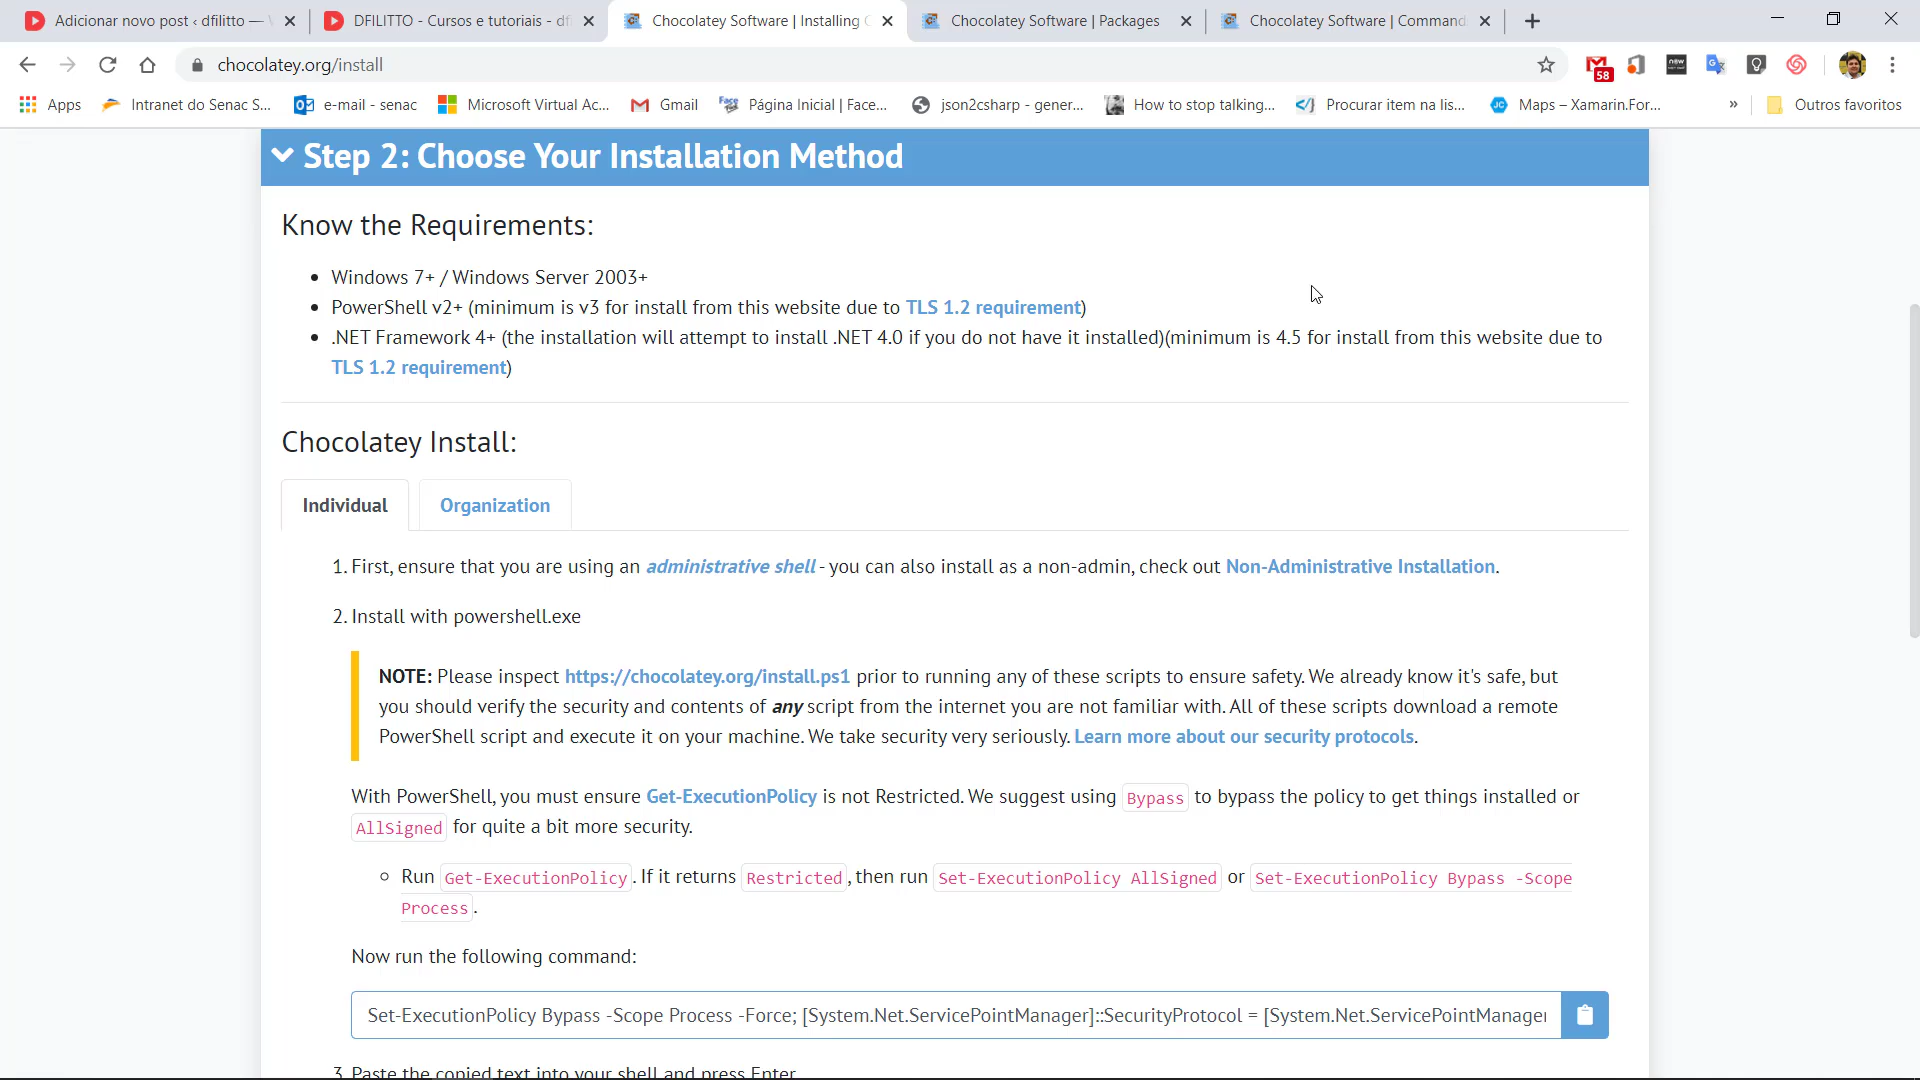 Adicionar novo post ‹ dfilitto —
DFILITTO - Cursos e tutoriais - df
Chocolatey Software | Installing C
Chocolatey Software | Packages
Chocolatey Software | Command
chocolatey.org/install
58
Apps
Intranet do Senac S...
e-mail - senac
Microsoft Virtual Ac...
Gmail
Página Inicial | Face...
json2csharp - gener...
How to stop talking...
Procurar item na lis...
Maps – Xamarin.For...
»
Outros favoritos
Step 2: Choose Your Installation Method
Know the Requirements:
• Windows 7+ / Windows Server 2003+
• PowerShell v2+ (minimum is v3 for install from this website due to TLS 1.2 requirement)
• .NET Framework 4+ (the installation will attempt to install .NET 4.0 if you do not have it installed)(minimum is 4.5 for install from this website due to
TLS 1.2 requirement)
Chocolatey Install:
Individual
Organization
1. First, ensure that you are using an administrative shell - you can also install as a non-admin, check out Non-Administrative Installation.
2. Install with powershell.exe
NOTE: Please inspect https://chocolatey.org/install.ps1 prior to running any of these scripts to ensure safety. We already know it's safe, but
you should verify the security and contents of any script from the internet you are not familiar with. All of these scripts download a remote
PowerShell script and execute it on your machine. We take security very seriously. Learn more about our security protocols.
With PowerShell, you must ensure Get-ExecutionPolicy is not Restricted. We suggest using Bypass to bypass the policy to get things installed or
AllSigned for quite a bit more security.
○ Run Get-ExecutionPolicy. If it returns Restricted, then run Set-ExecutionPolicy AllSigned or Set-ExecutionPolicy Bypass -Scope
Process.
Now run the following command:
Set-ExecutionPolicy Bypass -Scope Process -Force; [System.Net.ServicePointManager]::SecurityProtocol = [System.Net.ServicePointManager
3. Paste the copied text into your shell and press Enter.